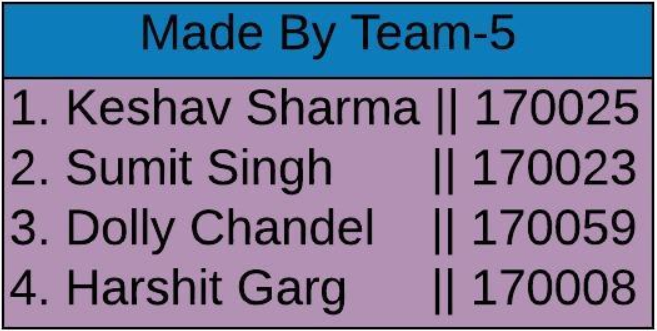 Made By Team-5
1. Keshav Sharma || 170025
2. Sumit Singh || 170023
3. Dolly Chandel || 170059
4. Harshit Garg || 170008